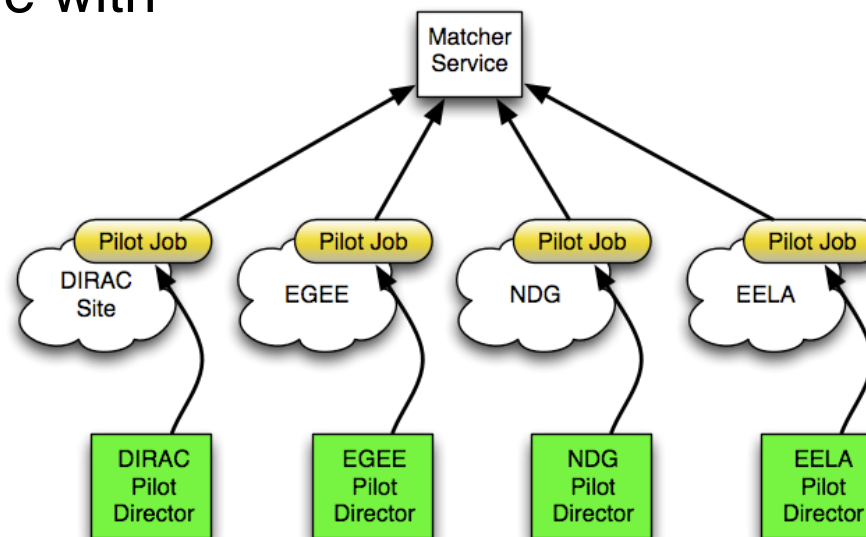 with
Matcher
Service
Pilot Job
Pilot Job
Pilot Job
Pilot Job
DIRAC
Site
EGEE
NDG
EELA
DIRAC
Pilot
Director
EGEE
Pilot
Director
NDG
Pilot
Director
EELA
Pilot
Director